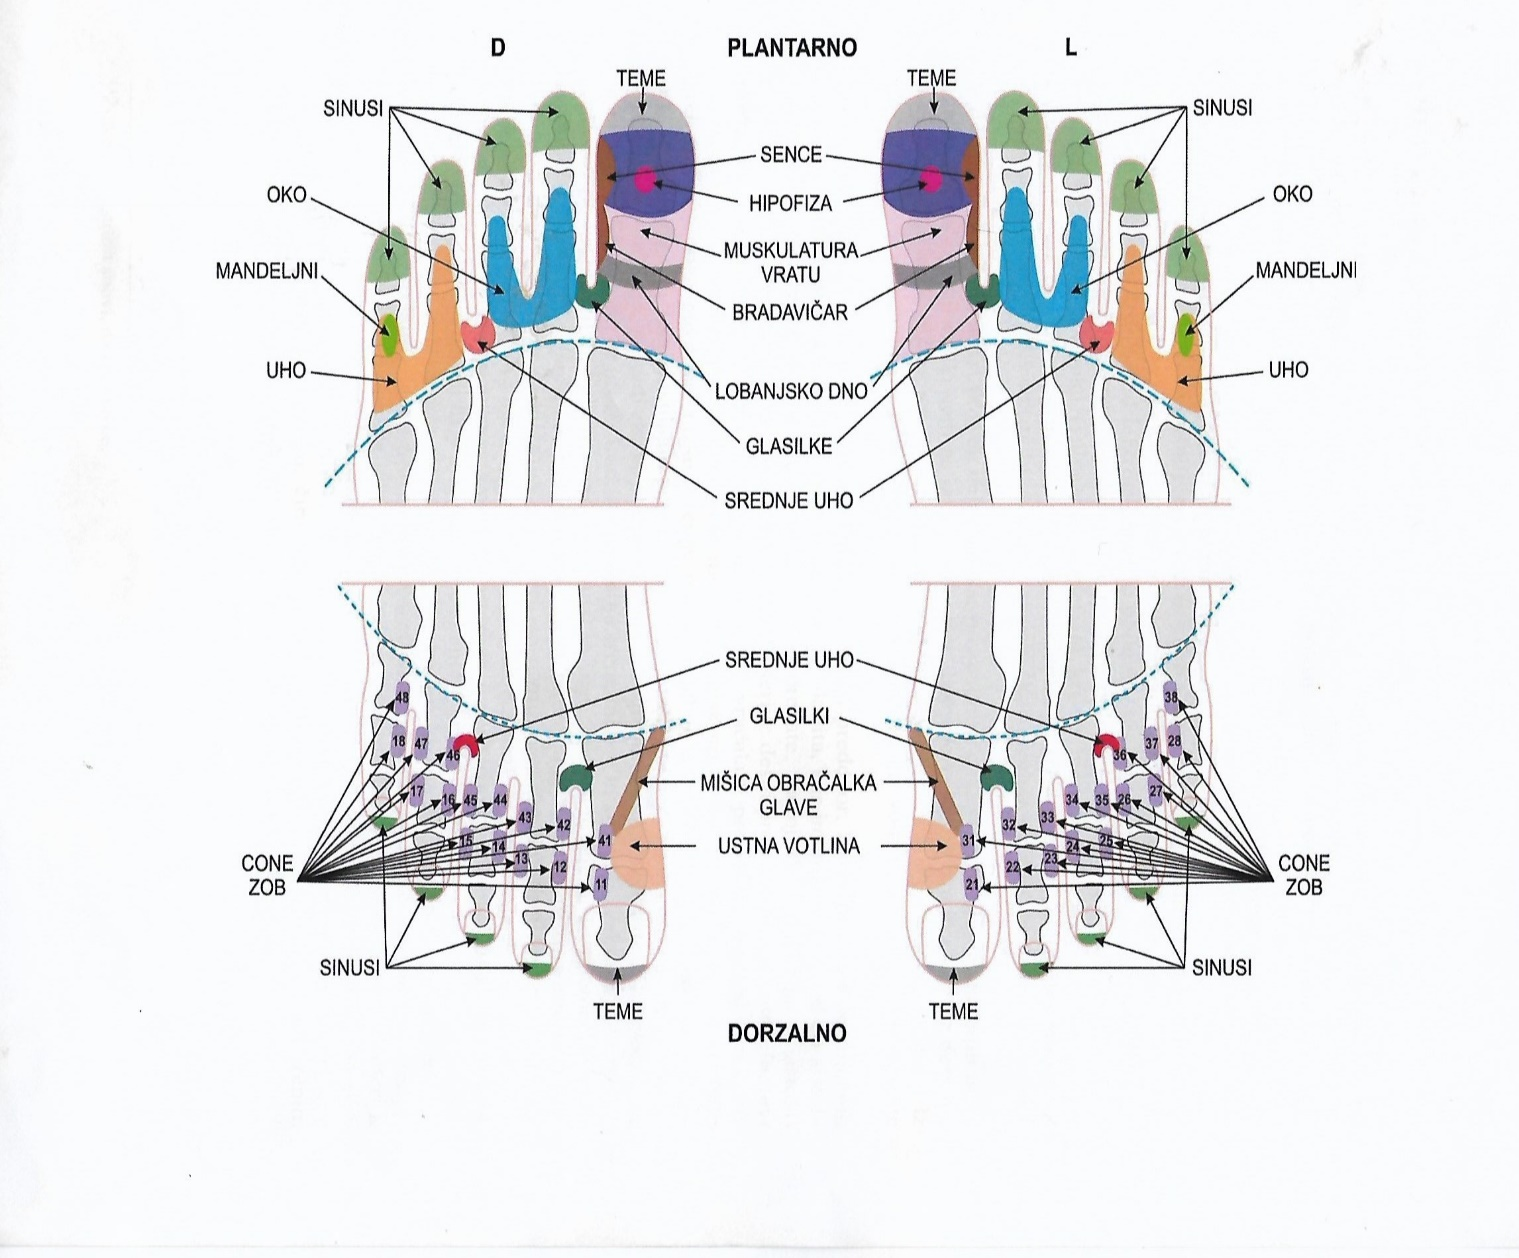 D PLANTARNO L
TEME TEME
SINUSI SINUSI
SENCE
OKO HIPOFIZA OKO
MUSKULATURA
VRATU
MANDELJNI MANDELJNI
BRADAVIČAR
UHO UHO
LOBANJSKO DNO
GLASILKE
SREDNJE UHO
SREDNJE UHO
48 38
GLASILKI
18 47 46 36 37 28
MIŠICA OBRAČALKA
GLAVE
17 16 45 44 34 35 26 27
43 42 32 33
USTNA VOTLINA
15 14 41 31 24 25
CONE
ZOB
13 12 22 23
CONE
ZOB
11 21
SINUSI SINUSI
TEME TEME
DORZALNO